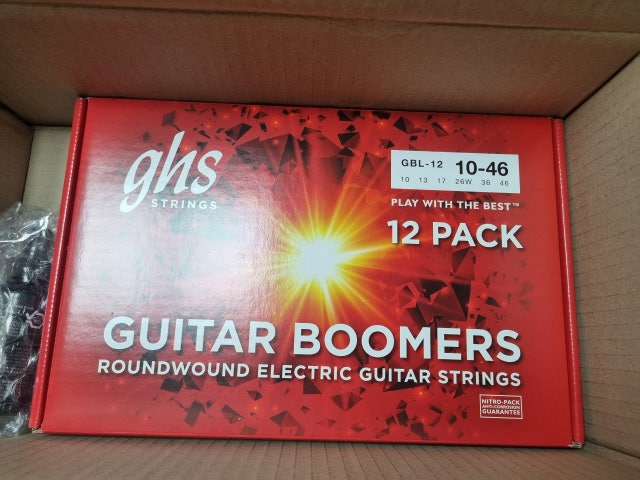 ghs
STRINGS
GBL-12 10-46
10 13 17 26W 36 46
PLAY WITH THE BEST™
12 PACK
GUITAR BOOMERS
ROUNDWOUND ELECTRIC GUITAR STRINGS
NITRO-PACK
ANTI-CORROSION
GUARANTEE